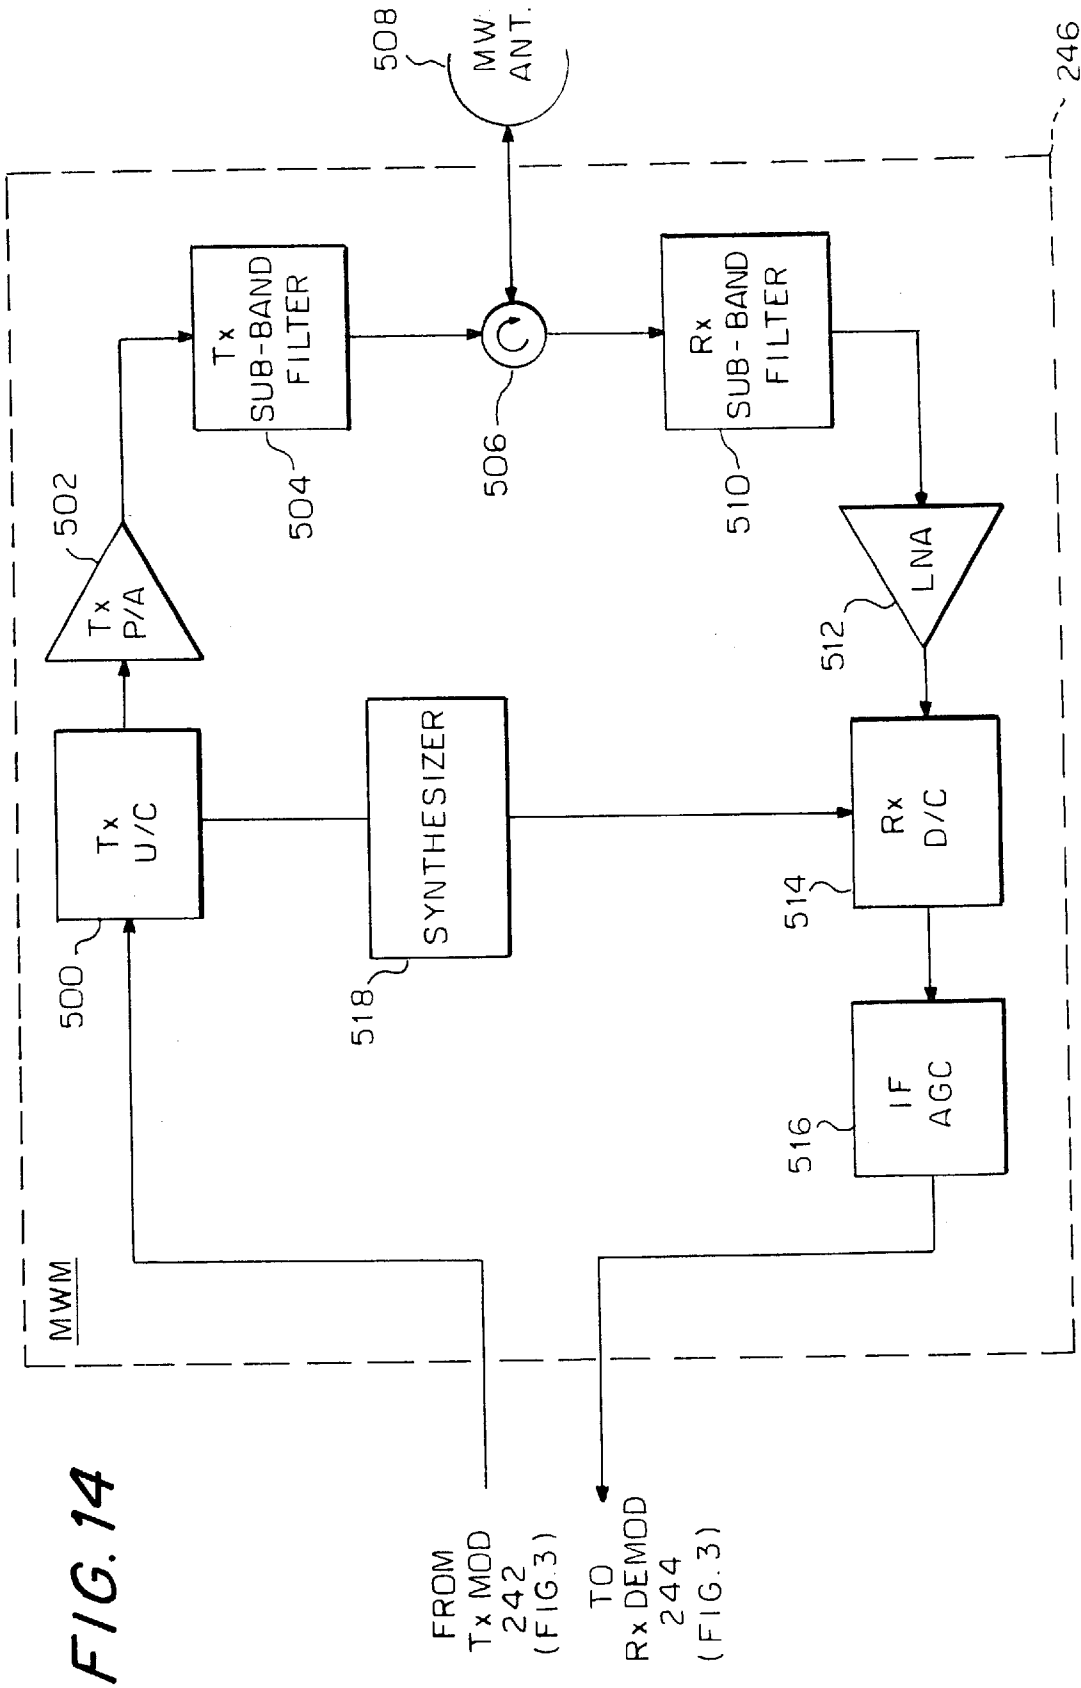 FIG. 14
MWM
FROM
Tx MOD
242
(FIG.3)
TO
Rx DEMOD
244
(FIG.3)
500
Tx
U/C
502
Tx
P/A
504
Tx
SUB-BAND
FILTER
506
508
MW
ANT.
510
Rx
SUB-BAND
FILTER
512
LNA
514
Rx
D/C
516
IF
AGC
518
SYNTHESIZER
246